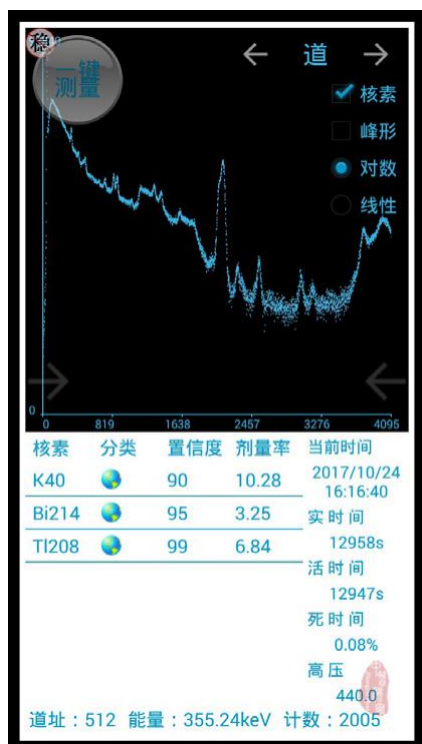 稳
一键
测量
← 道 →
核素
峰形
对数
线性
0
0 819 1638 2457 3276 4095
核素 分类 置信度 剂量率 当前时间
K40 90 10.28 2017/10/24
16:16:40
Bi214 95 3.25 实时间
Tl208 99 6.84 12958s
活时间
12947s
死时间
0.08%
高压
440.0
道址：512 能量：355.24keV 计数：2005